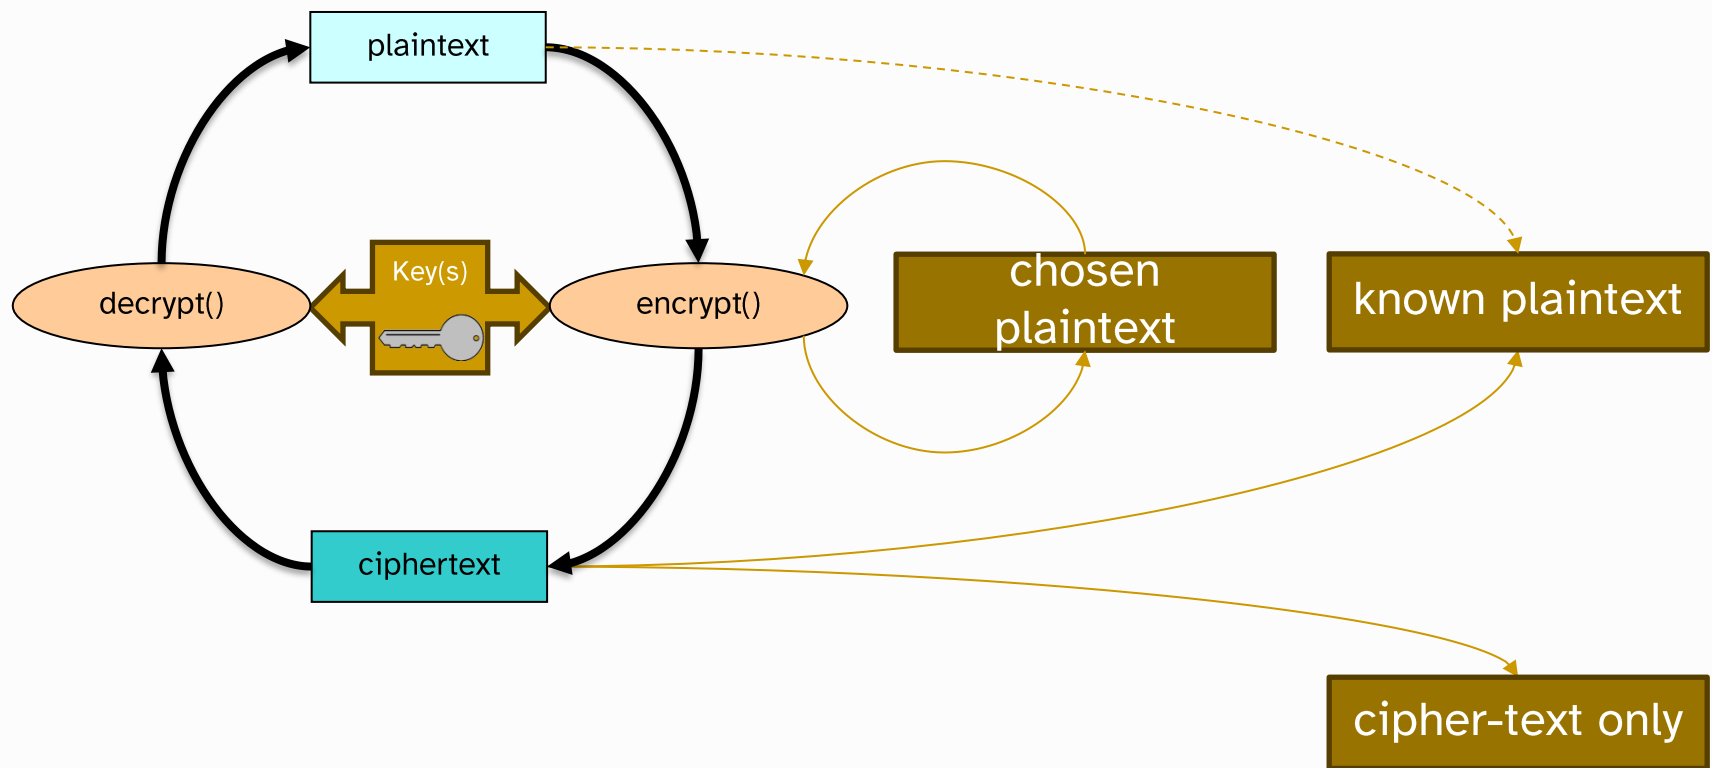 plaintext
Key(s)
decrypt()
encrypt()
chosen
plaintext
known plaintext
ciphertext
cipher-text only